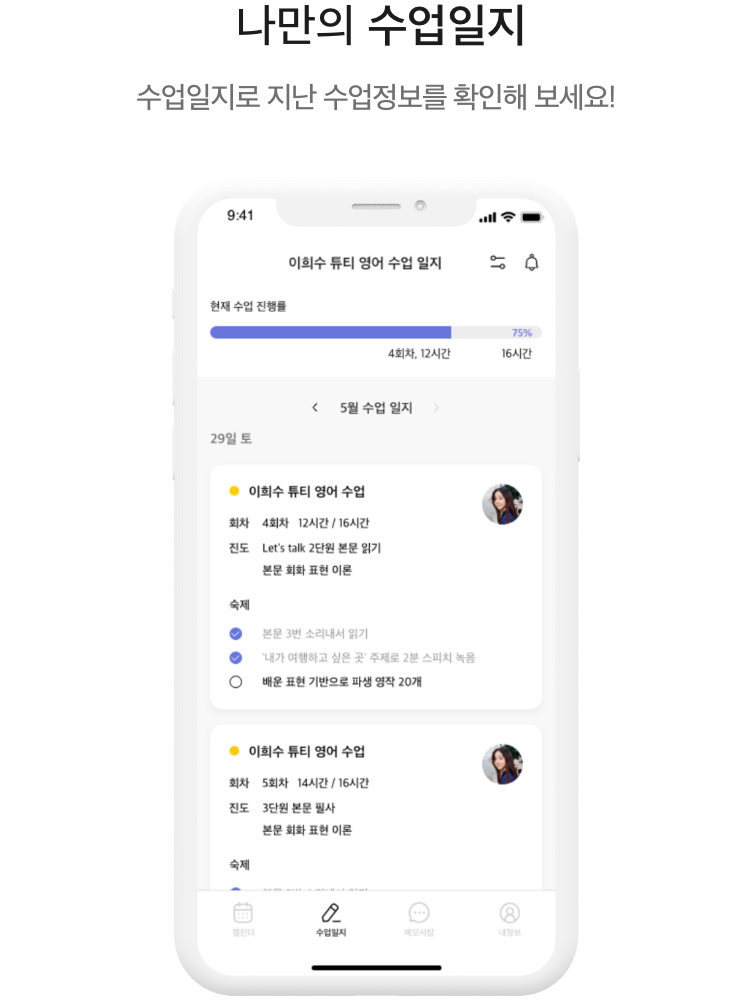 나만의 수업일지
수업일지로 지난 수업정보를 확인해 보세요!
9:41
이희수 튜티 영어 수업 일지
현재 수업 진행률
75%
4회차, 12시간 16시간
5월 수업 일지
29일 토
이희수 튜티 영어 수업
회차 4회차 12시간 / 16시간
진도 Let's talk 2단원 본문 읽기
본문 회화 표현 이론
숙제
본문 3번 소리내서 읽기
'내가 여행하고 싶은 곳' 주제로 2분 스피치 녹음
배운 표현 기반으로 파생 영작 20개
이희수 튜티 영어 수업
회차 5회차 14시간 / 16시간
진도 3단원 본문 필사
본문 회화 표현 이론
숙제
캘린더 수업일지 메모서랍 내정보